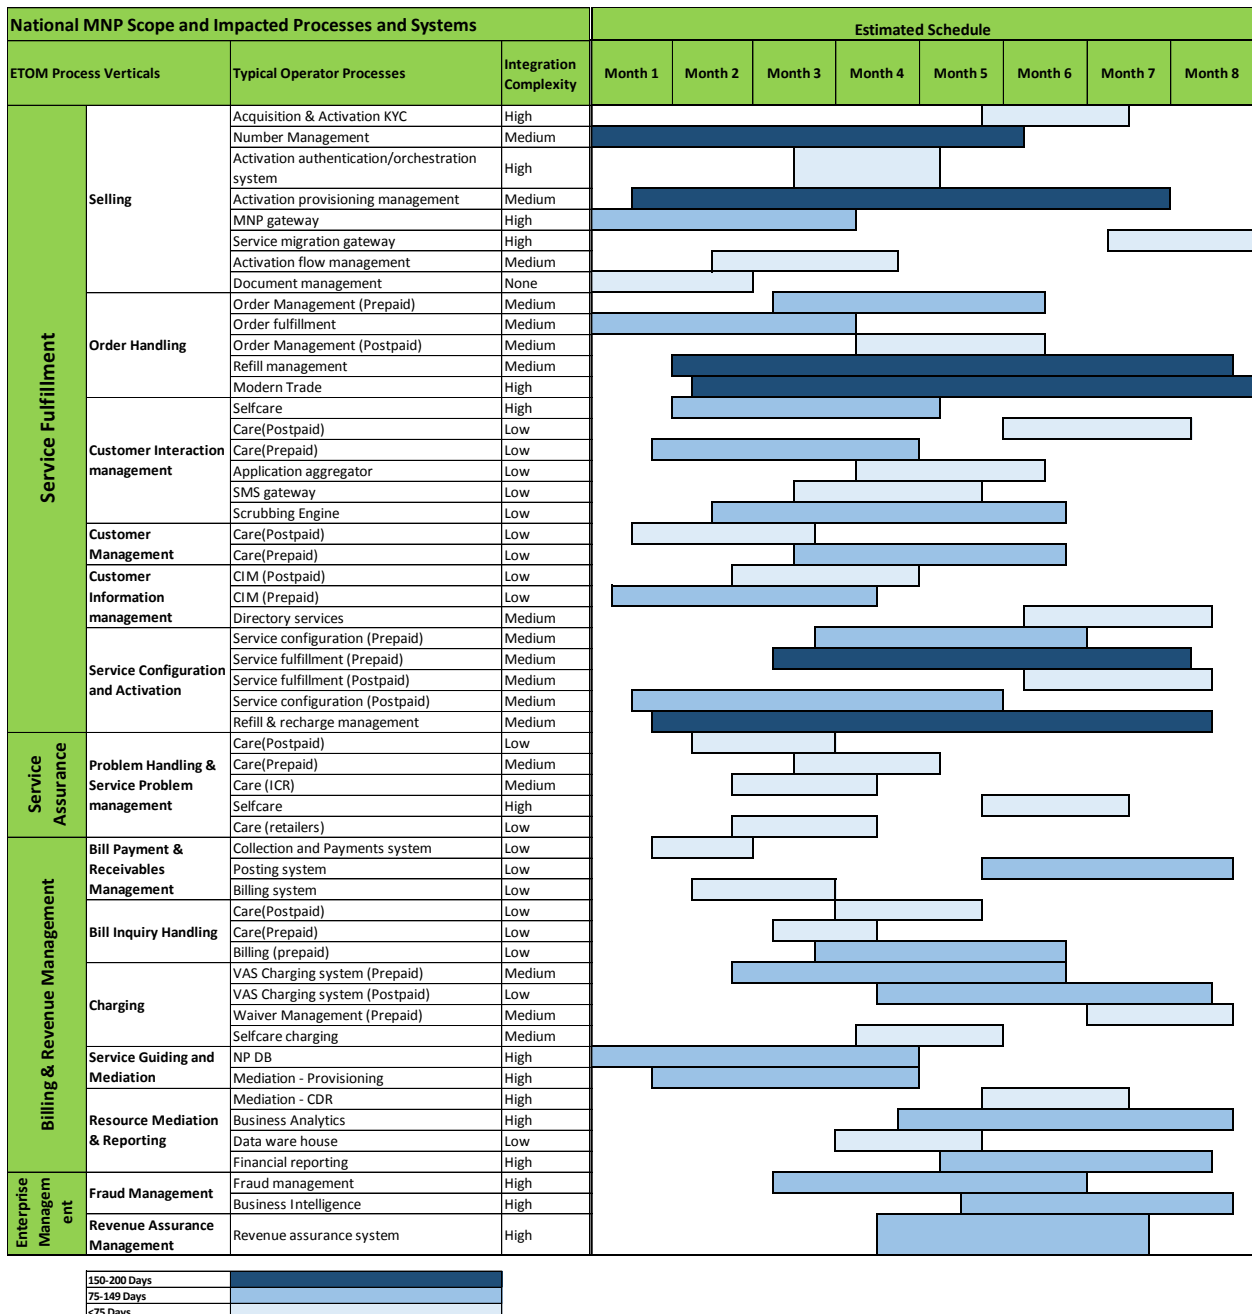 National MNP Scope and Impacted Processes and Systems
Estimated Schedule
ETOM Process Verticals
Typical Operator Processes
Integration
Complexity
Month 1
Month 2
Month 3
Month 4
Month 5
Month 6
Month 7
Month 8
Service Fulfillment
Selling
Acquisition & Activation KYC
High
Number Management
Medium
Activation authentication/orchestration
system
High
Activation provisioning management
Medium
MNP gateway
High
Service migration gateway
High
Activation flow management
Medium
Document management
None
Order Handling
Order Management (Prepaid)
Medium
Order fulfillment
Medium
Order Management (Postpaid)
Medium
Refill management
Medium
Modern Trade
High
Customer Interaction
management
Selfcare
High
Care(Postpaid)
Low
Care(Prepaid)
Low
Application aggregator
Low
SMS gateway
Low
Scrubbing Engine
Low
Customer
Management
Care(Postpaid)
Low
Care(Prepaid)
Low
Customer
Information
management
CIM (Postpaid)
Low
CIM (Prepaid)
Low
Directory services
Medium
Service Configuration
and Activation
Service configuration (Prepaid)
Medium
Service fulfillment (Prepaid)
Medium
Service fulfillment (Postpaid)
Medium
Service configuration (Postpaid)
Medium
Refill & recharge management
Medium
Service
Assurance
Problem Handling &
Service Problem
management
Care(Postpaid)
Low
Care(Prepaid)
Medium
Care (ICR)
Medium
Selfcare
High
Care (retailers)
Low
Billing & Revenue Management
Bill Payment &
Receivables
Management
Collection and Payments system
Low
Posting system
Low
Billing system
Low
Bill Inquiry Handling
Care(Postpaid)
Low
Care(Prepaid)
Low
Billing (prepaid)
Low
Charging
VAS Charging system (Prepaid)
Medium
VAS Charging system (Postpaid)
Low
Waiver Management (Prepaid)
Medium
Selfcare charging
Medium
Service Guiding and
Mediation
NP DB
High
Mediation - Provisioning
High
Resource Mediation
& Reporting
Mediation - CDR
High
Business Analytics
High
Data ware house
Low
Financial reporting
High
Enterprise
Managem
ent
Fraud Management
Fraud management
High
Business Intelligence
High
Revenue Assurance
Management
Revenue assurance system
High
150-200 Days
75-149 Days
<75 Days